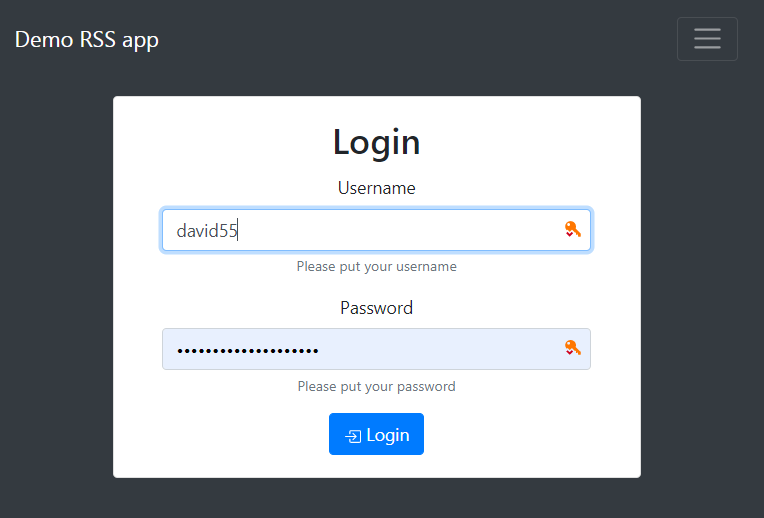 Demo RSS app
Login
Username
david55
Please put your username
Password
••••••••••••••••••••
Please put your password
Login